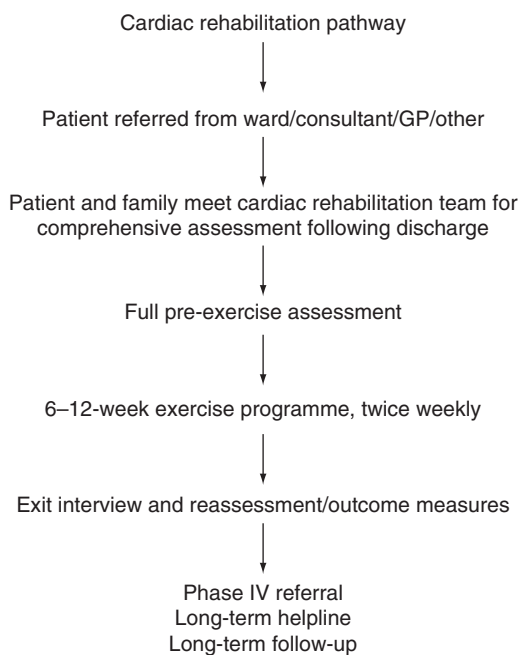 Cardiac rehabilitation pathway
Patient referred from ward/consultant/GP/other
Patient and family meet cardiac rehabilitation team for
comprehensive assessment following discharge
Full pre-exercise assessment
6–12-week exercise programme, twice weekly
Exit interview and reassessment/outcome measures
Phase IV referral
Long-term helpline
Long-term follow-up